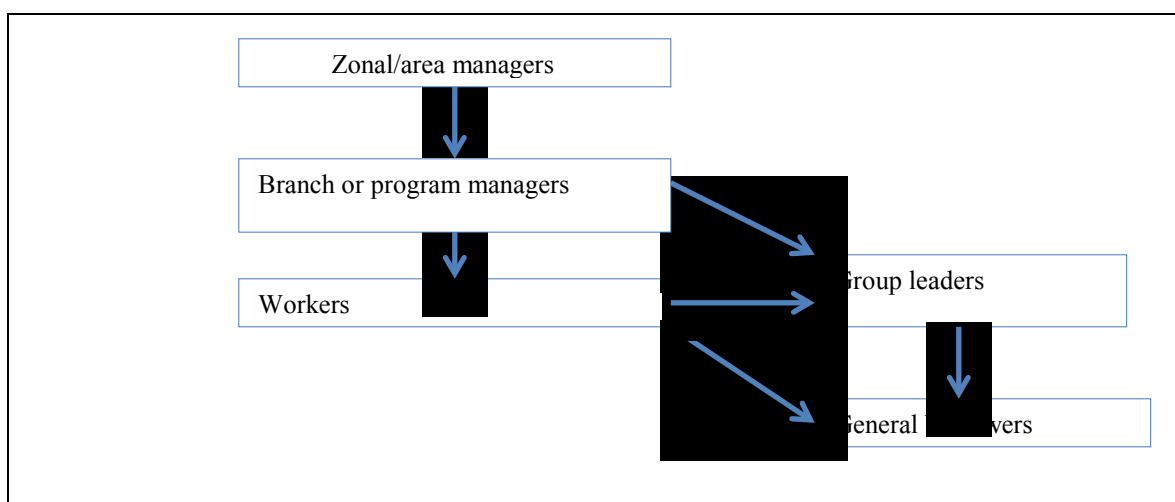 Zonal/area managers
Branch or program managers
Workers
Group leaders
General